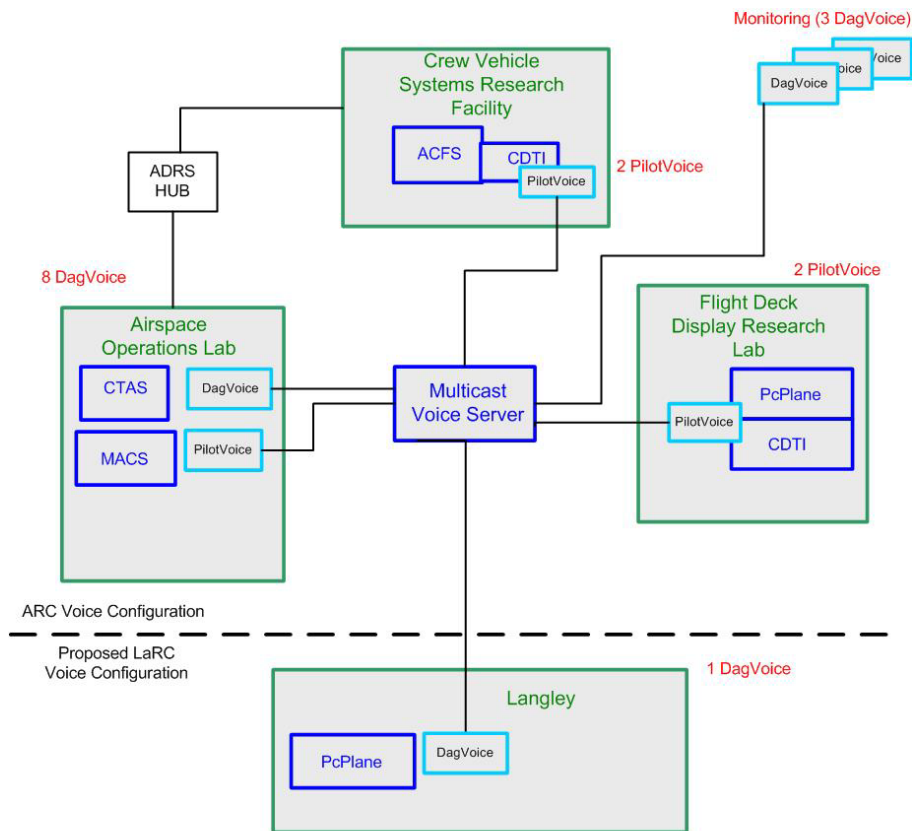 Monitoring (3 DagVoice)
DagVoice
Voice
Voice
Crew Vehicle
Systems Research
Facility
ACFS
CDTI
PilotVoice
2 PilotVoice
ADRS
HUB
8 DagVoice
Airspace
Operations Lab
CTAS
DagVoice
MACS
PilotVoice
Multicast
Voice Server
2 PilotVoice
Flight Deck
Display Research
Lab
PcPlane
PilotVoice
CDTI
ARC Voice Configuration
Proposed LaRC
Voice Configuration
1 DagVoice
Langley
PcPlane
DagVoice